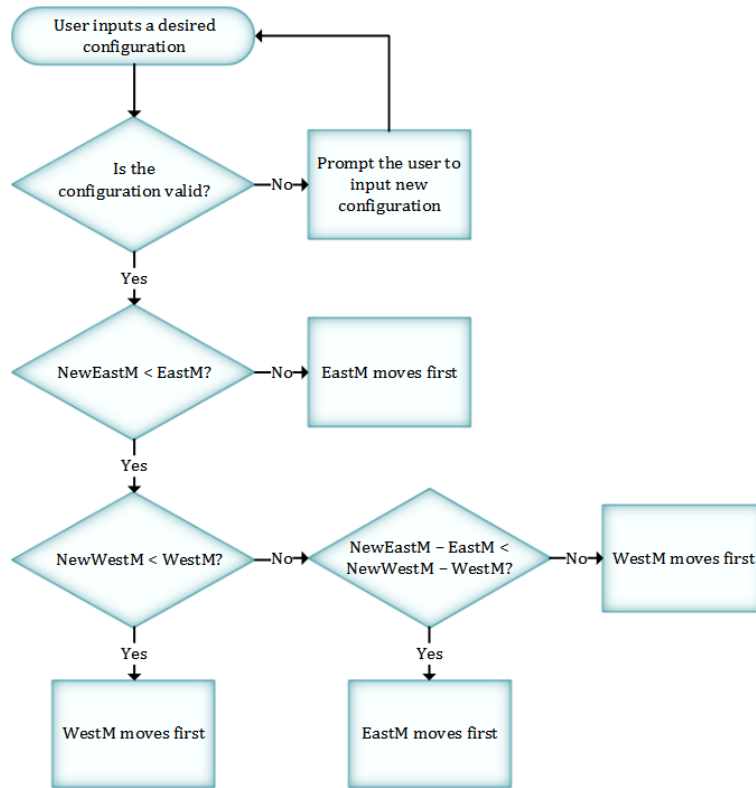 User inputs a desired
configuration
Is the
configuration valid?
No
Prompt the user to
input new
configuration
Yes
NewEastM < EastM?
No
EastM moves first
Yes
NewWestM < WestM?
No
NewEastM − EastM <
NewWestM − WestM?
No
WestM moves first
Yes
Yes
WestM moves first
EastM moves first